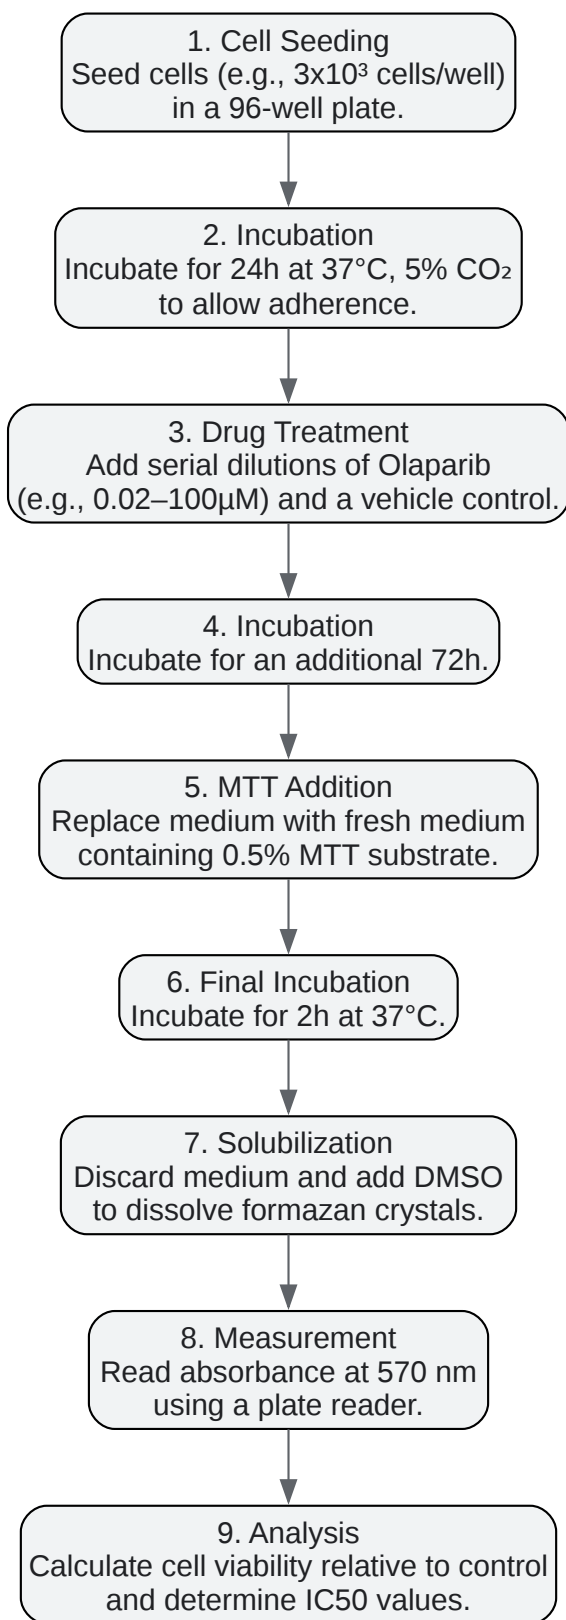 1. Cell Seeding
Seed cells (e.g., 3x10³ cells/well)
in a 96-well plate.
2. Incubation
Incubate for 24h at 37°C, 5% CO₂
to allow adherence.
3. Drug Treatment
Add serial dilutions of Olaparib
(e.g., 0.02–100µM) and a vehicle control.
4. Incubation
Incubate for an additional 72h.
5. MTT Addition
Replace medium with fresh medium
containing 0.5% MTT substrate.
6. Final Incubation
Incubate for 2h at 37°C.
7. Solubilization
Discard medium and add DMSO
to dissolve formazan crystals.
8. Measurement
Read absorbance at 570 nm
using a plate reader.
9. Analysis
Calculate cell viability relative to control
and determine IC50 values.